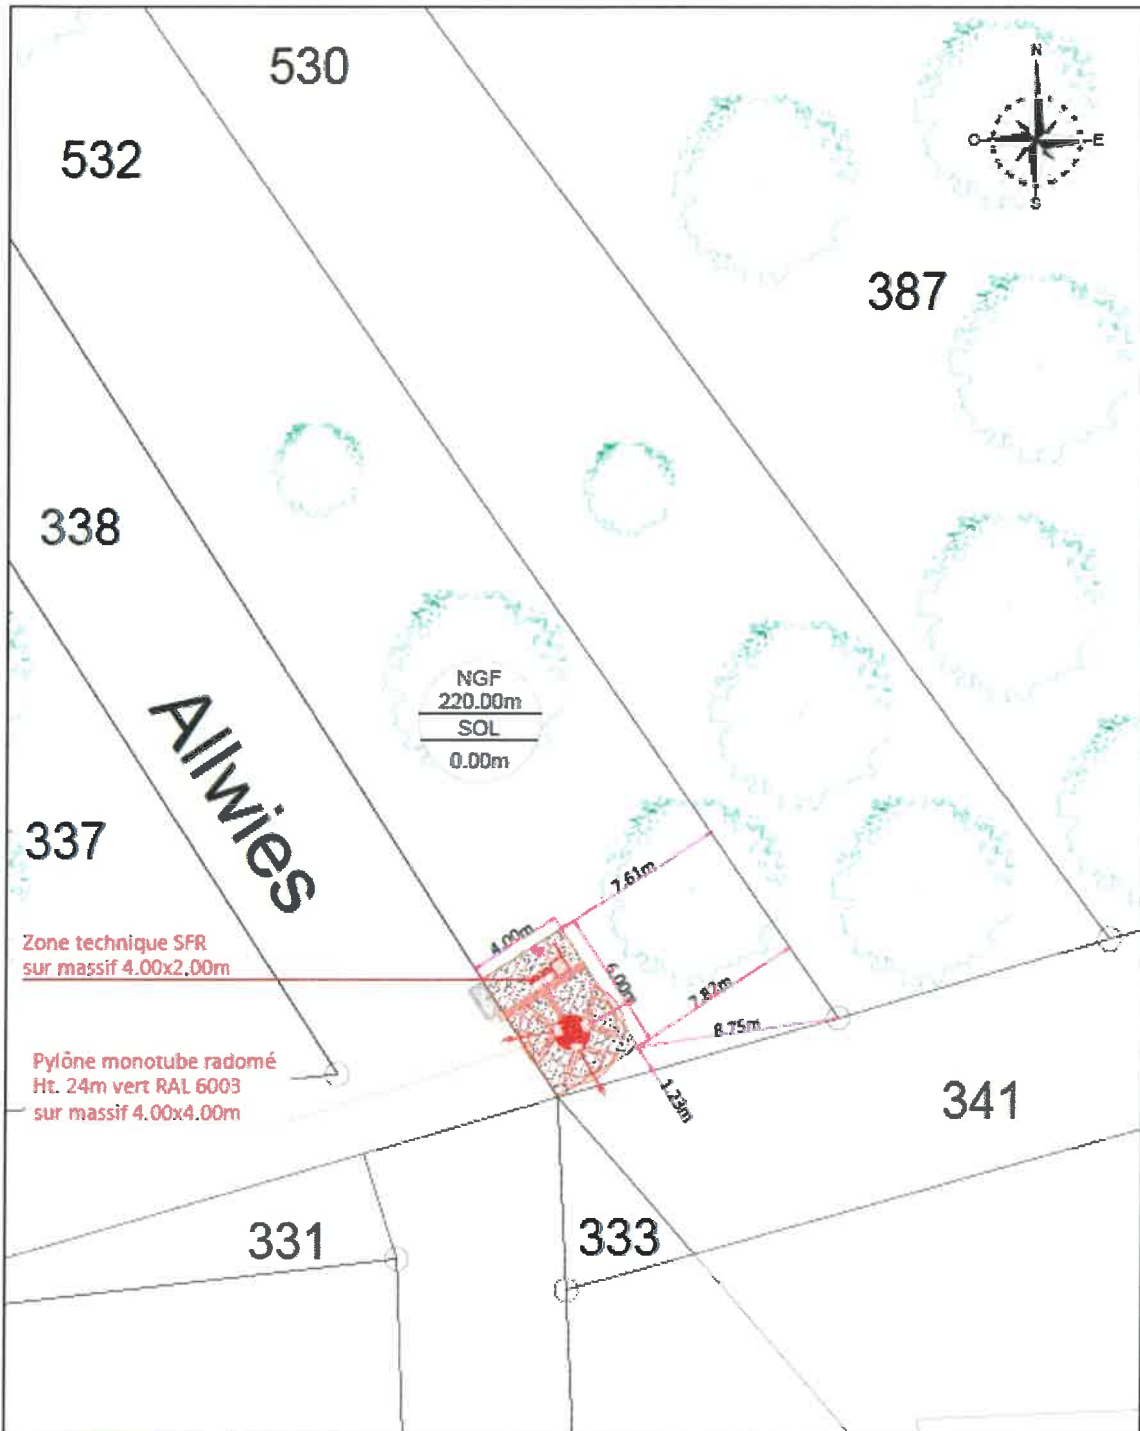 530
N
532
O
E
S
387
338
NGF
220.00m
SOL
0.00m
Allwies
337
7.61m
4.00m
Zone technique SFR
sur massif 4.00x2.00m
6.00m
7.82m
8.75m
Pylône monotube radomé
Ht. 24m vert RAL 6003
sur massif 4.00x4.00m
1.23m
341
331
333